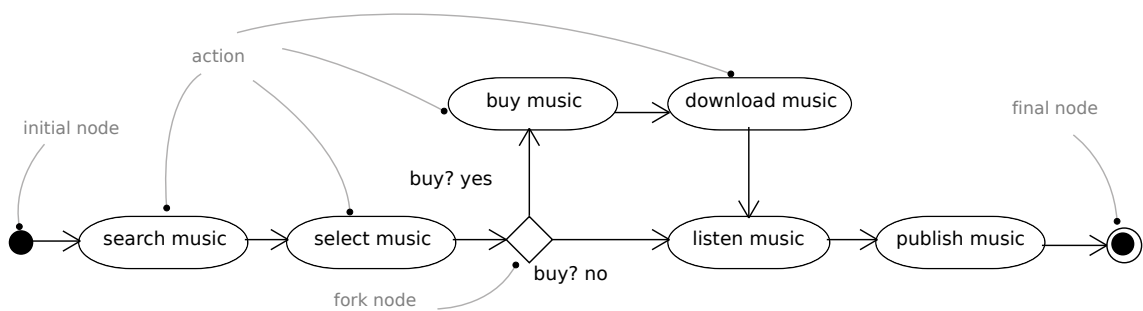 action
buy music
download music
final node
initial node
buy? yes
search music
select music
listen music
publish music
buy? no
fork node